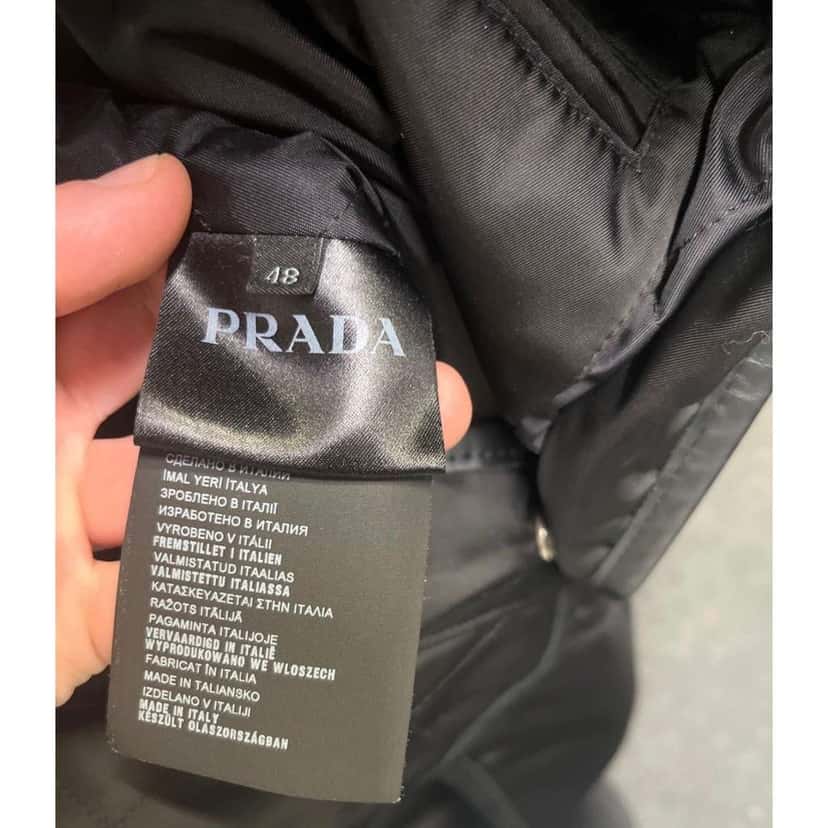 48
PRADA
СДЕЛАНО В ИТАЛИИ
İMAL YERİ İTALYA
ЗРОБЛЕНО В ІТАЛІЇ
ИЗРАБОТЕНО В ИТАЛИЯ
VYROBENO V ITÁLII
FREMSTILLET I ITALIEN
VALMISTATUD ITAALIAS
VALMISTETTU ITALIASSA
ΚΑΤΑΣΚΕΥΑΖΕΤΑΙ ΣΤΗΝ ΙΤΑΛΙΑ
RAŽOTS ITĀLIJĀ
PAGAMINTA ITALIJOJE
VERVAARDIGD IN ITALIË
WYPRODUKOWANO WE WLOSZECH
FABRICAT ÎN ITALIA
MADE IN TALIANSKO
IZDELANO V ITALIJI
MADE IN ITALY
KÉSZÜLT OLASZORSZÁGBAN